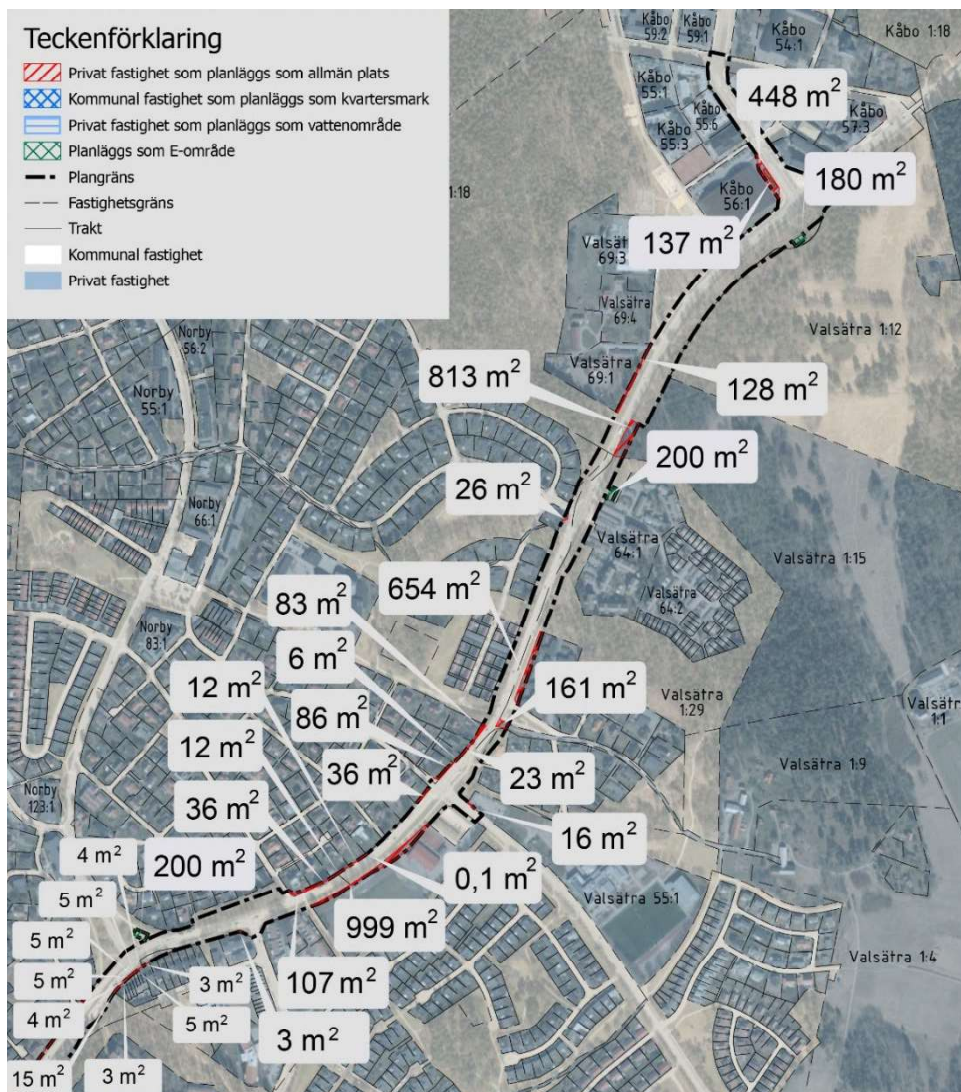 Teckenförklaring
Privat fastighet som planläggs som allmän plats
Kommunal fastighet som planläggs som kvartersmark
Privat fastighet som planläggs som vattenområde
Planläggs som E-område
Plangräns
Fastighetsgräns
Trakt
Kommunal fastighet
Privat fastighet
Kåbo
59:2
Kåbo
59:1
Kåbo
54:1
Kåbo 1:18
Kåbo
55:1
Kåbo
55:6
448 m²
Kåbo
55:3
Kåbo
57:3
1:18
Kåbo
56:1
180 m²
137 m²
Valsätra
69:3
Valsätra
69:4
Valsätra 1:12
Norby
56:2
Valsätra
69:1
813 m²
128 m²
Norby
55:1
200 m²
26 m²
Norby
66:1
Valsätra
64:1
Valsätra 1:15
654 m²
Valsätra
64:2
83 m²
Norby
83:1
6 m²
12 m²
161 m²
Valsätra
1:29
Valsätra
1:1
86 m²
12 m²
36 m²
23 m²
Valsätra 1:9
Norby
123:1
36 m²
16 m²
4 m²
200 m²
0,1 m²
5 m²
Valsätra 55:1
999 m²
5 m²
Valsätra 1:4
5 m²
3 m²
107 m²
4 m²
5 m²
3 m²
15 m²
3 m²